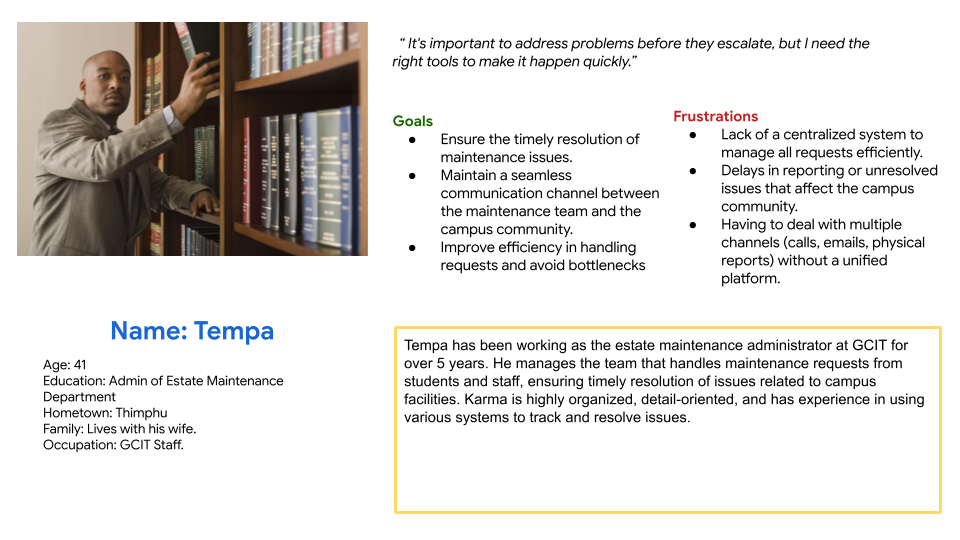 “ It's important to address problems before they escalate, but I need the
right tools to make it happen quickly.”
Goals
● Ensure the timely resolution of
maintenance issues.
● Maintain a seamless
communication channel between
the maintenance team and the
campus community.
● Improve efficiency in handling
requests and avoid bottlenecks
Frustrations
● Lack of a centralized system to
manage all requests efficiently.
● Delays in reporting or unresolved
issues that affect the campus
community.
● Having to deal with multiple
channels (calls, emails, physical
reports) without a unified
platform.
Name: Tempa
Age: 41
Education: Admin of Estate Maintenance
Department
Hometown: Thimphu
Family: Lives with his wife.
Occupation: GCIT Staff.
Tempa has been working as the estate maintenance administrator at GCIT for
over 5 years. He manages the team that handles maintenance requests from
students and staff, ensuring timely resolution of issues related to campus
facilities. Karma is highly organized, detail-oriented, and has experience in using
various systems to track and resolve issues.